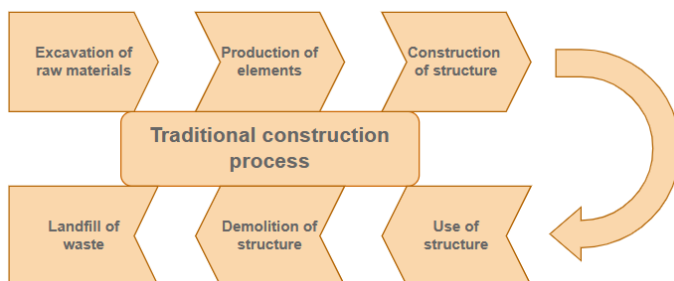 Excavation of
raw materials
Production of
elements
Construction
of structure
Traditional construction
process
Landfill of
waste
Demolition of
structure
Use of
structure